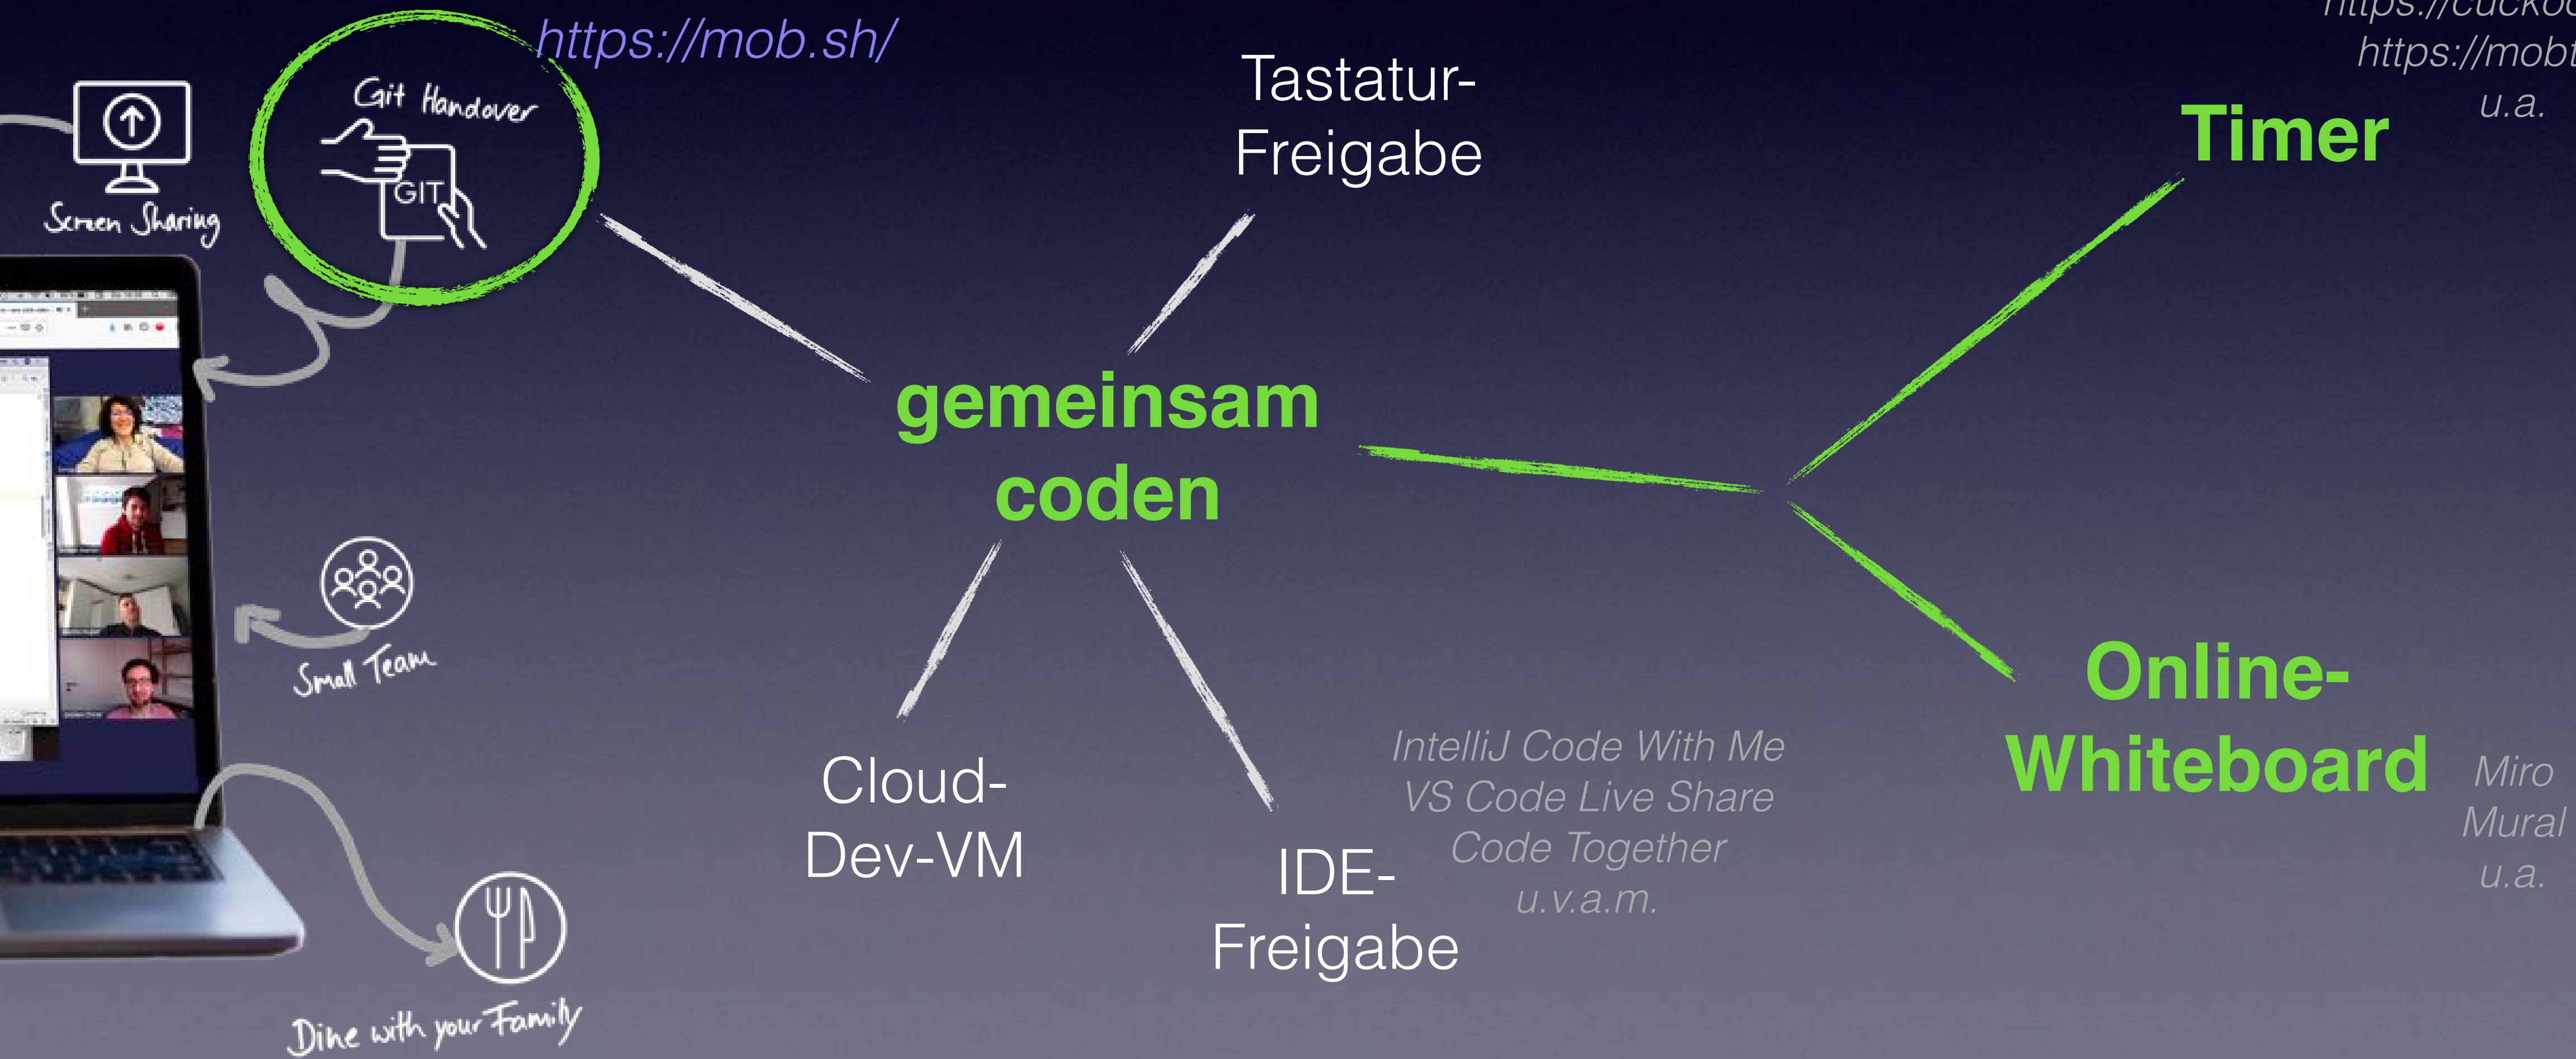 https://mob.sh/
Git Handover
GIT
Screen Sharing
Small Team
Dine with your Family
Tastatur-
Freigabe
gemeinsam
coden
Cloud-
Dev-VM
IDE-
Freigabe
IntelliJ Code With Me
VS Code Live Share
Code Together
u.v.a.m.
u.a.
Timer
Online-
Whiteboard
Miro
Mural
u.a.